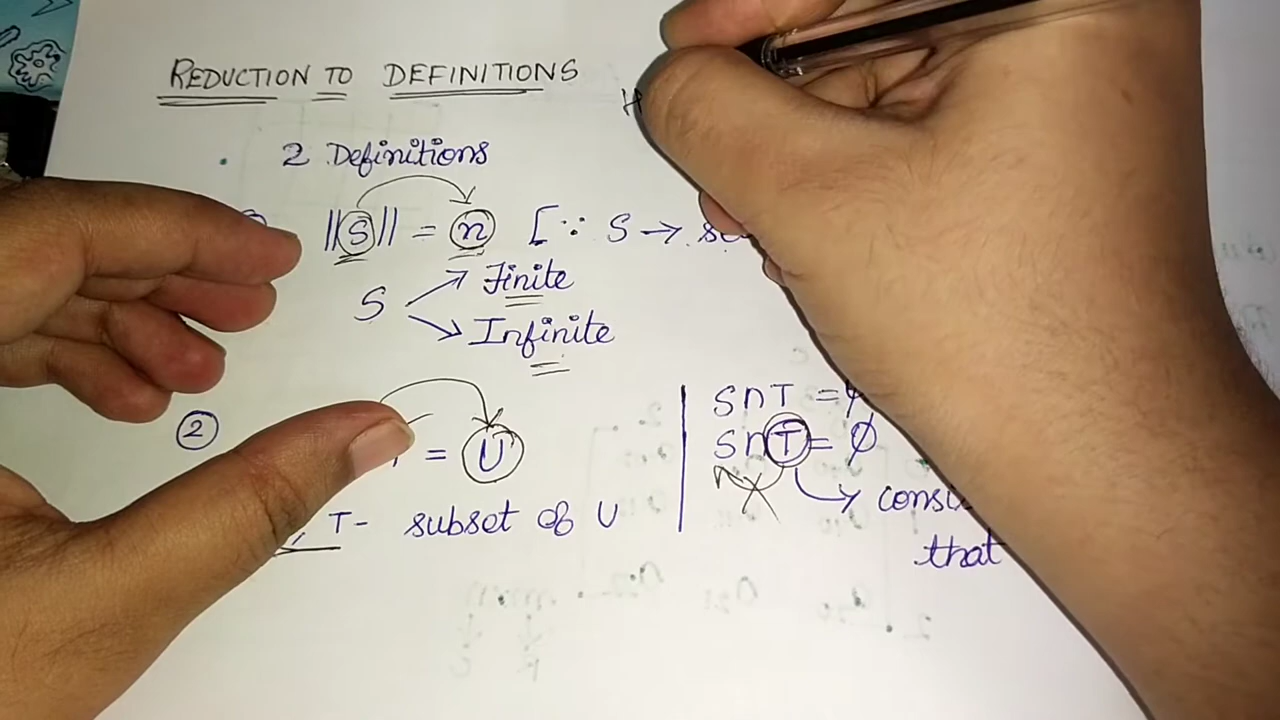 REDUCTION TO DEFINITIONS
2 Definitions
||S|| = n [∵ S →
S
Finite
Infinite
②
= U
T - subset of U
S∩T = ϕ
S∩T = ϕ
that